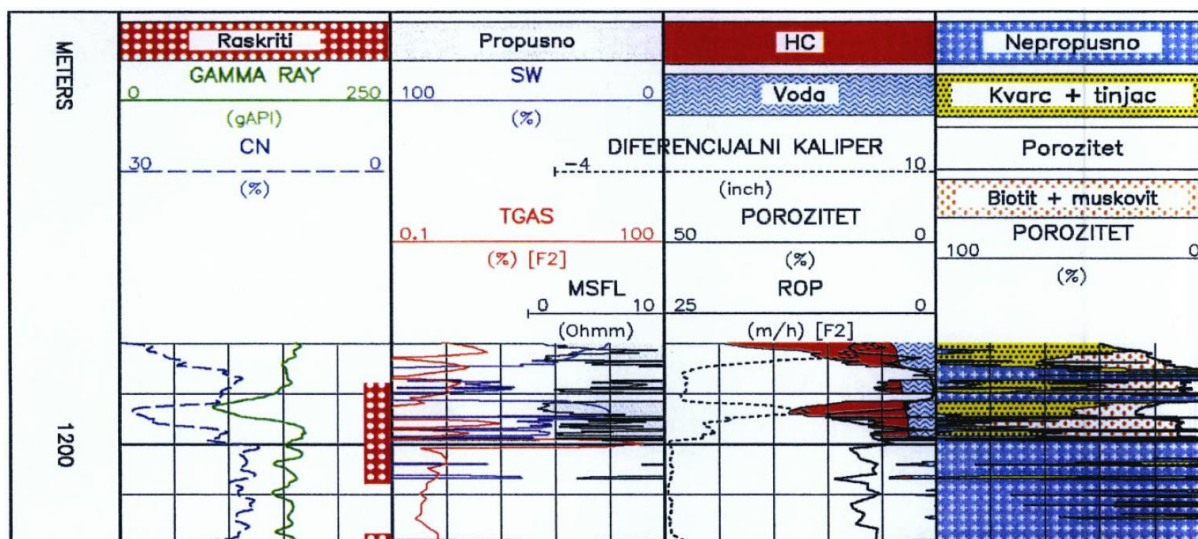 METERS
Raskriti
Propusno
HC
Nepropusno
GAMMA RAY
0 250
(gAPI)
SW
100 0
(%)
Voda
Kvarc + tinjac
CN
30 0
(%)
DIFERENCIJALNI KALIPER
-4 10
(inch)
Porozitet
Biotit + muskovit
TGAS
0.1 100
(%) [F2]
POROZITET
50 0
(%)
POROZITET
100 0
(%)
MSFL
0 10
(Ohmm)
ROP
25 0
(m/h) [F2]
1200